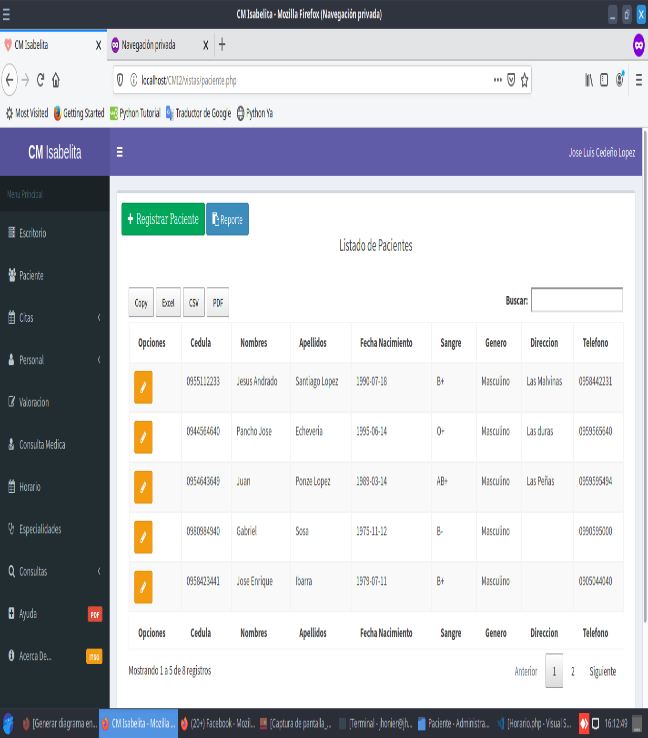 CM Isabelita - Mozilla Firefox (Navegación privada)
CM Isabelita X Navegación privada X +
localhost/CMI2/vistas/paciente.php
Most Visited Getting Started Python Tutorial Traductor de Google Python Ya
CM Isabelita
Jose Luis Cedeño Lopez
Menu Principal
Escritorio
Paciente
Citas
Personal
Valoracion
Consulta Medica
Horario
Especialidades
Consultas
Ayuda PDF
Acerca De...
+ Registrar Paciente Reporte
Listado de Pacientes
Copy Excel CSV PDF Buscar:
Opciones Cedula Nombres Apellidos Fecha Nacimiento Sangre Genero Direccion Telefono
0955112233 Jesus Andrado Santiago Lopez 1990-07-18 B+ Masculino Las Malvinas 0958442231
0944564640 Pancho Jose Echeveria 1995-06-14 O+ Masculino Las duras 0959565640
0954643649 Juan Ponze Lopez 1989-03-14 AB+ Masculino Las Peñas 0959595494
0980984940 Gabriel Sosa 1975-11-12 B- Masculino 0990595000
0958423441 Jose Enrique Ibarra 1979-07-11 B+ Masculino 0905044040
Opciones Cedula Nombres Apellidos Fecha Nacimiento Sangre Genero Direccion Telefono
Mostrando 1 a 5 de 8 registros
Anterior 1 2 Siguiente
[Generar diagrama en... CM Isabelita - Mozilla ... (20+) Facebook - Mozil... [Captura de pantalla_... [Terminal - jhonier@jh... Paciente - Administra... [Horario.php - Visual S... 16:12:49